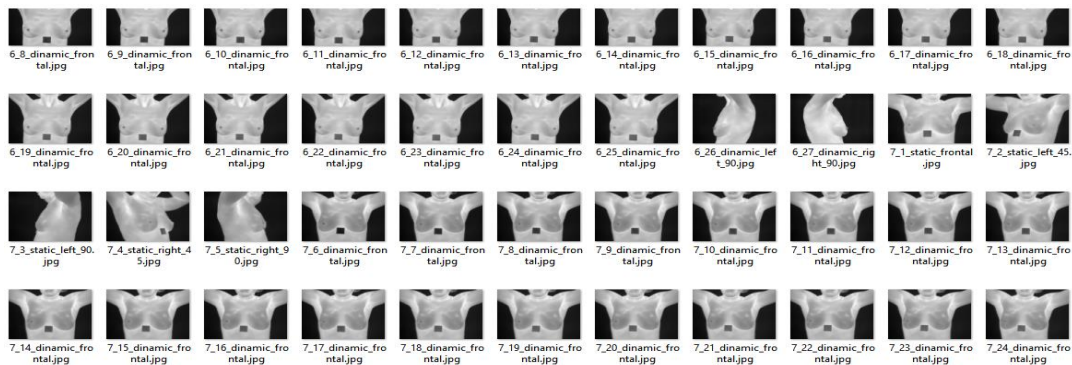 6_8_dinamic_fron
tal.jpg
6_9_dinamic_fron
tal.jpg
6_10_dinamic_fro
ntal.jpg
6_11_dinamic_fro
ntal.jpg
6_12_dinamic_fro
ntal.jpg
6_13_dinamic_fro
ntal.jpg
6_14_dinamic_fro
ntal.jpg
6_15_dinamic_fro
ntal.jpg
6_16_dinamic_fro
ntal.jpg
6_17_dinamic_fro
ntal.jpg
6_18_dinamic_fro
ntal.jpg
6_19_dinamic_fro
ntal.jpg
6_20_dinamic_fro
ntal.jpg
6_21_dinamic_fro
ntal.jpg
6_22_dinamic_fro
ntal.jpg
6_23_dinamic_fro
ntal.jpg
6_24_dinamic_fro
ntal.jpg
6_25_dinamic_fro
ntal.jpg
6_26_dinamic_lef
t_90.jpg
6_27_dinamic_rig
ht_90.jpg
7_1_static_frontal
.jpg
7_2_static_left_45.
jpg
7_3_static_left_90.
jpg
7_4_static_right_4
5.jpg
7_5_static_right_9
0.jpg
7_6_dinamic_fron
tal.jpg
7_7_dinamic_fron
tal.jpg
7_8_dinamic_fron
tal.jpg
7_9_dinamic_fron
tal.jpg
7_10_dinamic_fro
ntal.jpg
7_11_dinamic_fro
ntal.jpg
7_12_dinamic_fro
ntal.jpg
7_13_dinamic_fro
ntal.jpg
7_14_dinamic_fro
ntal.jpg
7_15_dinamic_fro
ntal.jpg
7_16_dinamic_fro
ntal.jpg
7_17_dinamic_fro
ntal.jpg
7_18_dinamic_fro
ntal.jpg
7_19_dinamic_fro
ntal.jpg
7_20_dinamic_fro
ntal.jpg
7_21_dinamic_fro
ntal.jpg
7_22_dinamic_fro
ntal.jpg
7_23_dinamic_fro
ntal.jpg
7_24_dinamic_fro
ntal.jpg